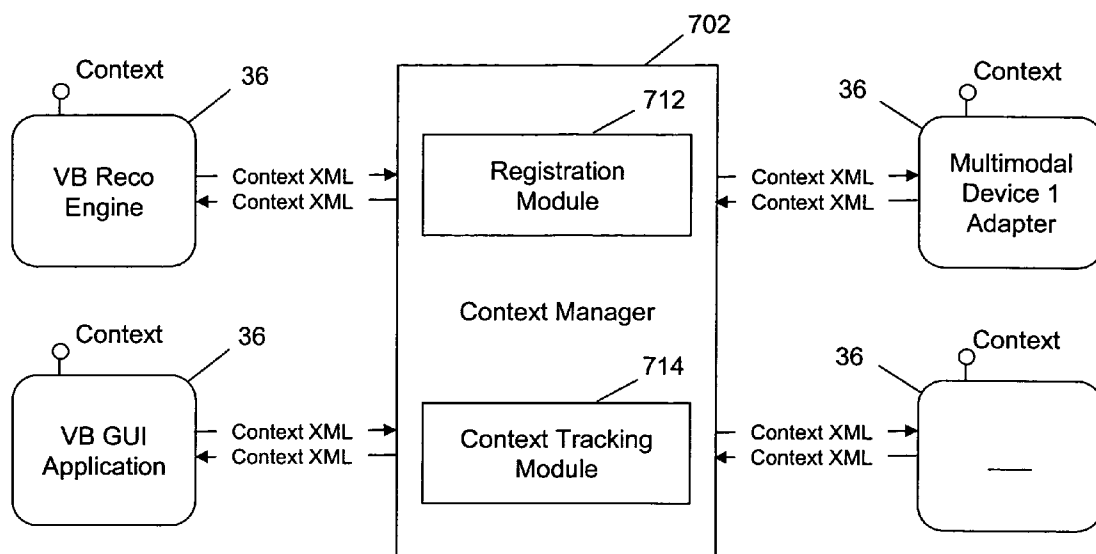 702
Context
36
VB Reco
Engine
Context XML
Context XML
712
Registration
Module
Context
36
Multimodal
Device 1
Adapter
Context XML
Context XML
Context Manager
Context
36
VB GUI
Application
Context XML
Context XML
714
Context Tracking
Module
Context
36
Context XML
Context XML